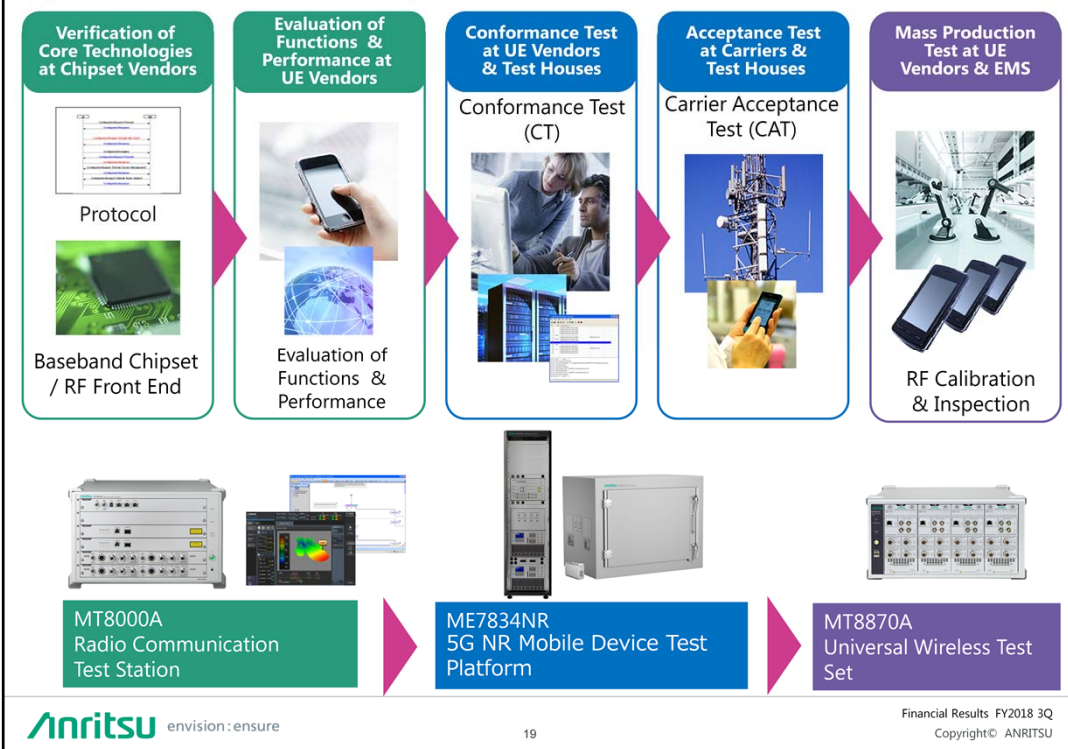 Verification of
Core Technologies
at Chipset Vendors
Protocol
Baseband Chipset
/ RF Front End
Evaluation of
Functions &
Performance at
UE Vendors
Evaluation of
Functions &
Performance
Conformance Test
at UE Vendors
& Test Houses
Conformance Test
(CT)
Acceptance Test
at Carriers &
Test Houses
Carrier Acceptance
Test (CAT)
Mass Production
Test at UE
Vendors & EMS
RF Calibration
& Inspection
MT8000A
Radio Communication
Test Station
ME7834NR
5G NR Mobile Device Test
Platform
MT8870A
Universal Wireless Test
Set
Anritsu envision : ensure
19
Financial Results FY2018 3Q
Copyright© ANRITSU